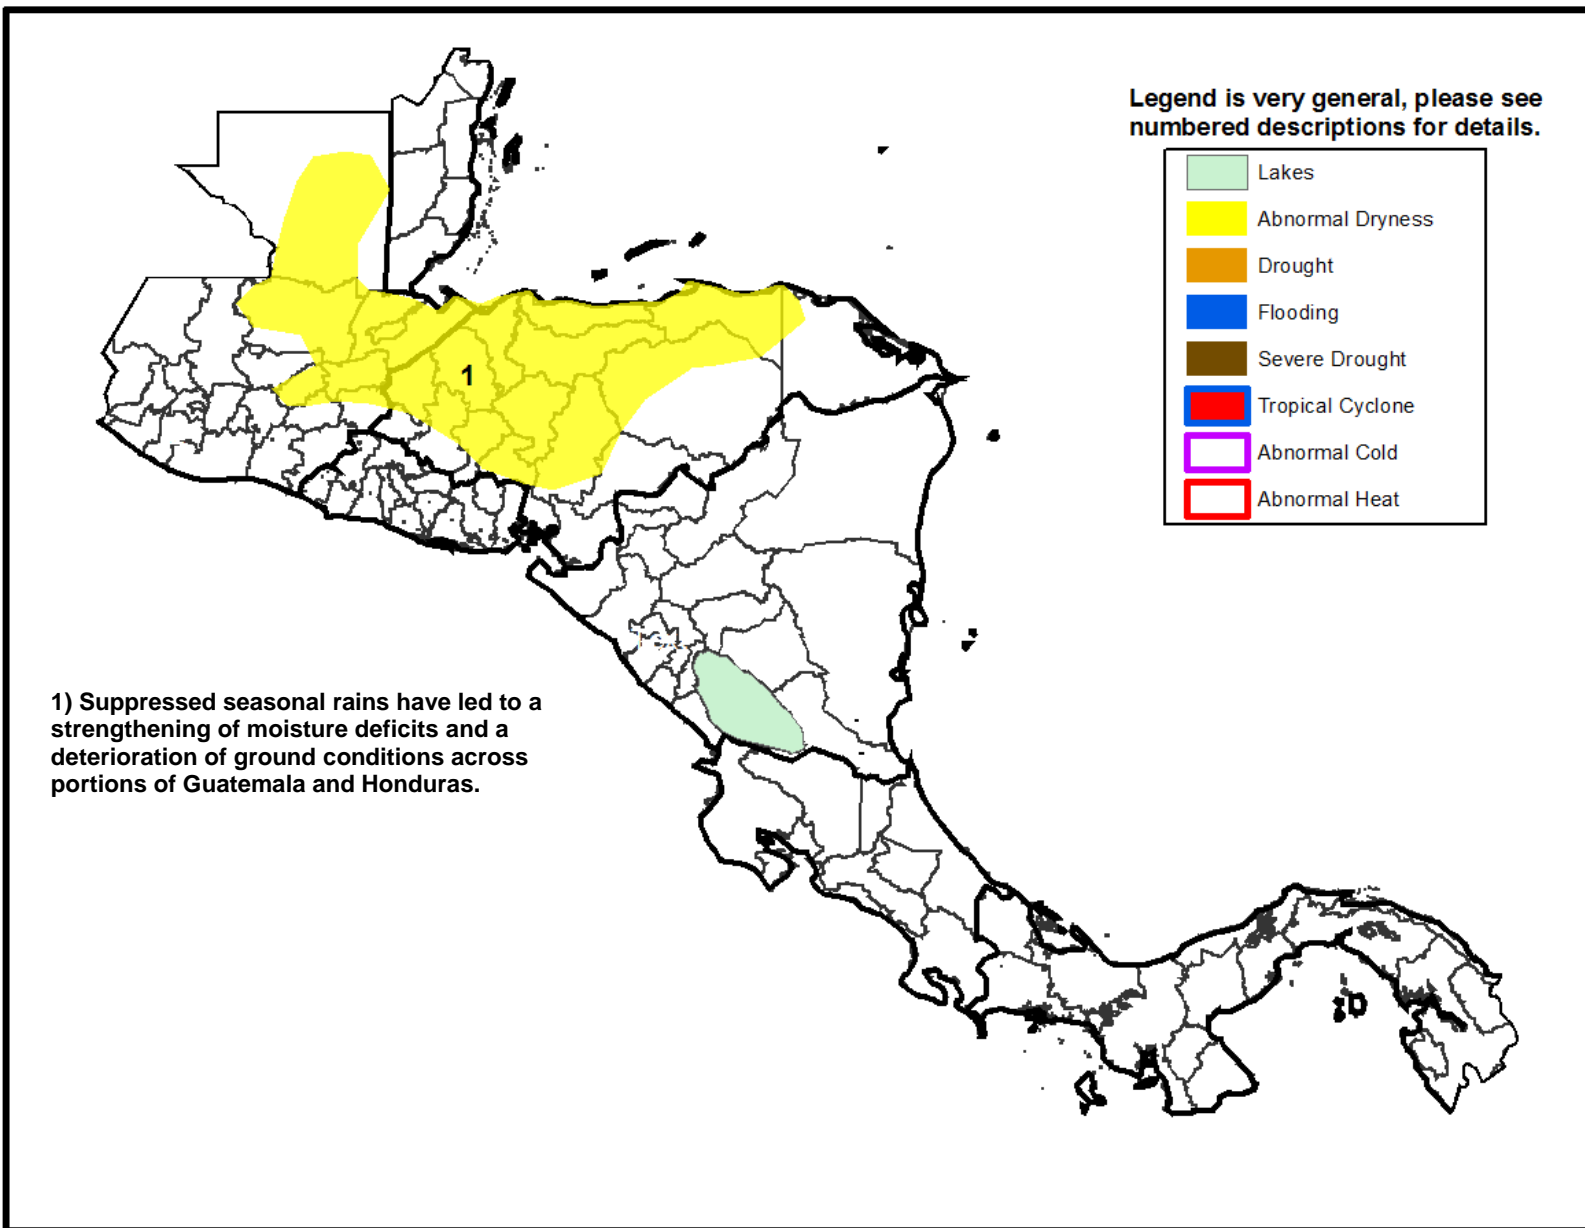 Legend is very general, please see
numbered descriptions for details.
Lakes
Abnormal Dryness
Drought
Flooding
Severe Drought
Tropical Cyclone
Abnormal Cold
Abnormal Heat
1
1) Suppressed seasonal rains have led to a
strengthening of moisture deficits and a
deterioration of ground conditions across
portions of Guatemala and Honduras.